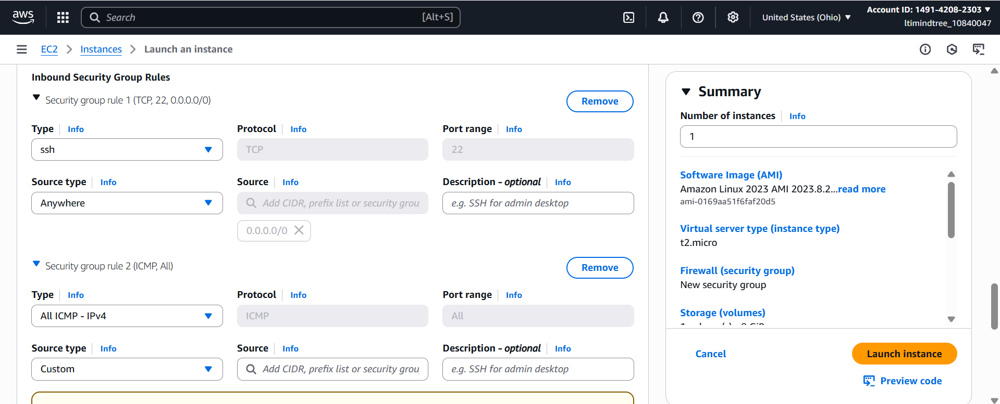 aws
Search [Alt+S]
United States (Ohio)
Account ID: 1491-4208-2303
ltimindtree_10840047
EC2 Instances Launch an instance
Inbound Security Group Rules
Security group rule 1 (TCP, 22, 0.0.0.0/0)
Remove
Type Info Protocol Info Port range Info
ssh TCP 22
Source type Info Source Info Description - optional Info
Anywhere Add CIDR, prefix list or security grou e.g. SSH for admin desktop
0.0.0.0/0
Security group rule 2 (ICMP, All)
Remove
Type Info Protocol Info Port range Info
All ICMP - IPv4 ICMP All
Source type Info Source Info Description - optional Info
Custom Add CIDR, prefix list or security grou e.g. SSH for admin desktop
Summary
Number of instances Info
1
Software Image (AMI)
Amazon Linux 2023 AMI 2023.8.2...read more
ami-0169aa51f6faf20d5
Virtual server type (instance type)
t2.micro
Firewall (security group)
New security group
Storage (volumes)
Cancel
Launch instance
Preview code